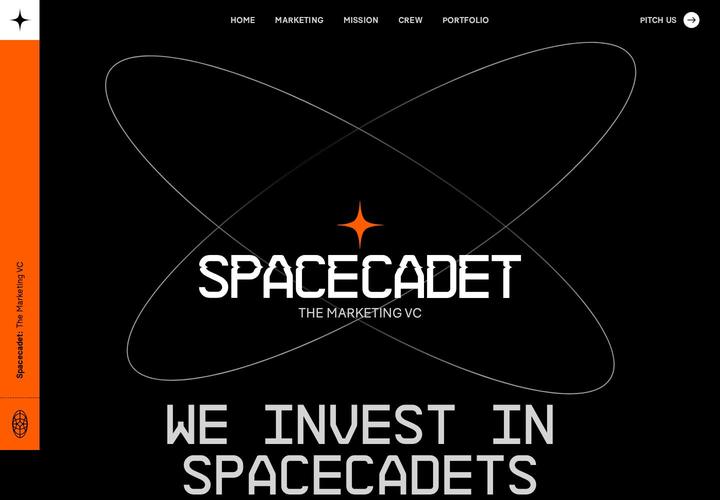 HOME
MARKETING
MISSION
CREW
PORTFOLIO
PITCH US
SPACECADET
THE MARKETING VC
Spacecadet: The Marketing VC
WE INVEST IN
SPACECADETS